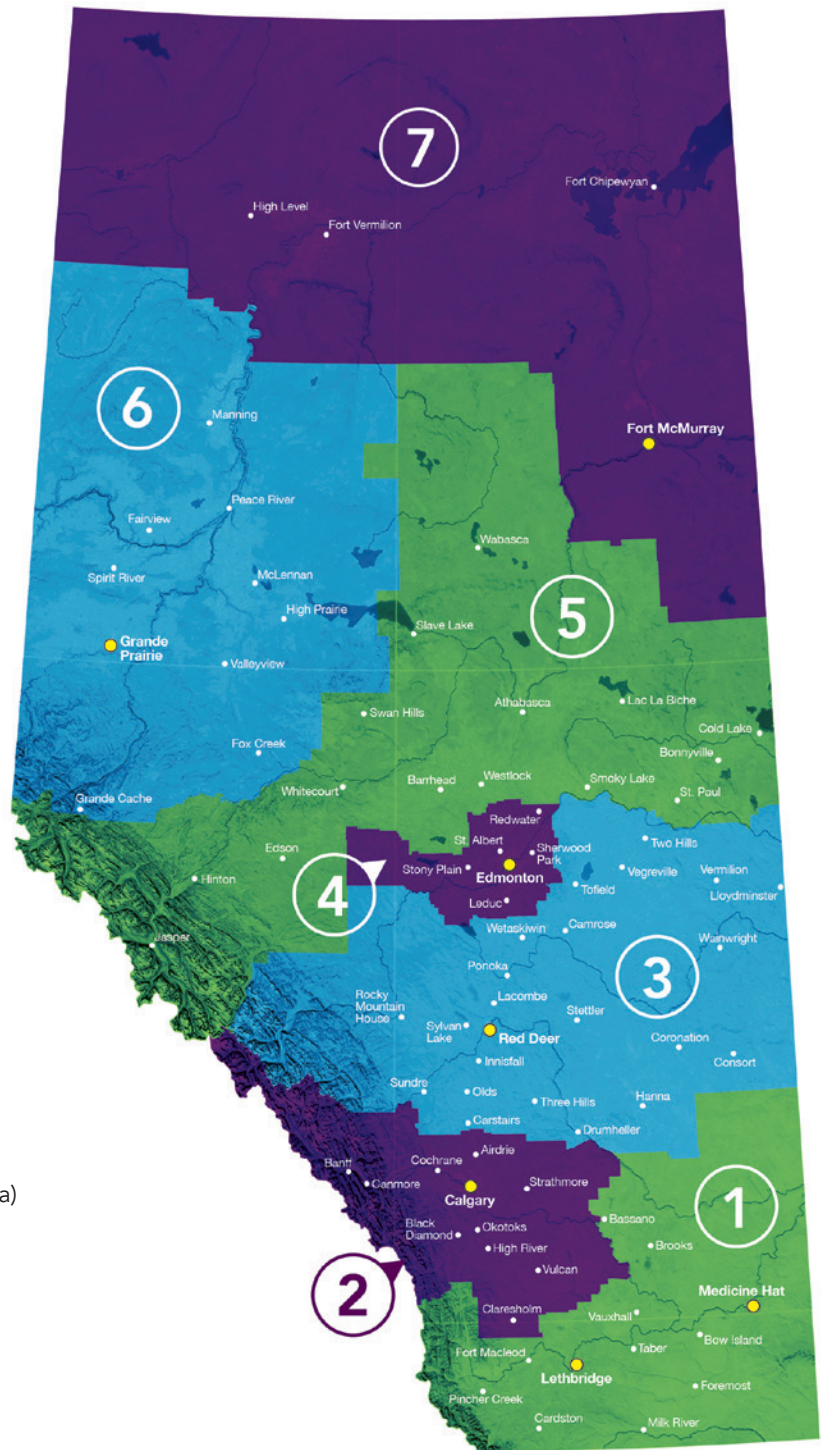 7
Fort Chipewyan
High Level
Fort Vermilion
6
Manning
Fort McMurray
Peace River
Fairview
Wabasca
Spirit River
McLennan
High Prairie
5
Slave Lake
Grande
Prairie
Valleyview
Swan Hills
Athabasca
Lac La Biche
Cold Lake
Fox Creek
Bonnyville
Whitecourt
Barrhead
Westlock
Smoky Lake
St. Paul
Grande Cache
Redwater
Two Hills
Edson
St. Albert
Sherwood
Park
Stony Plain
Edmonton
Vegreville
Vermilion
Hinton
4
Tofield
Lloydminster
Leduc
Jasper
Wetaskiwin
Camrose
Wainwright
Ponoka
3
Rocky
Mountain
House
Lacombe
Stettler
Sylvan
Lake
Red Deer
Coronation
Consort
Innisfall
Sundre
Olds
Three Hills
Hanna
Carstairs
Drumheller
Airdrie
Banff
Cochrane
a)
Canmore
Calgary
Strathmore
1
Black
Diamond
Okotoks
Bassano
High River
Brooks
2
Vulcan
Medicine Hat
Claresholm
Vauxhall
Bow Island
Fort Macleod
Taber
Lethbridge
Foremost
Pincher Creek
Cardston
Milk River